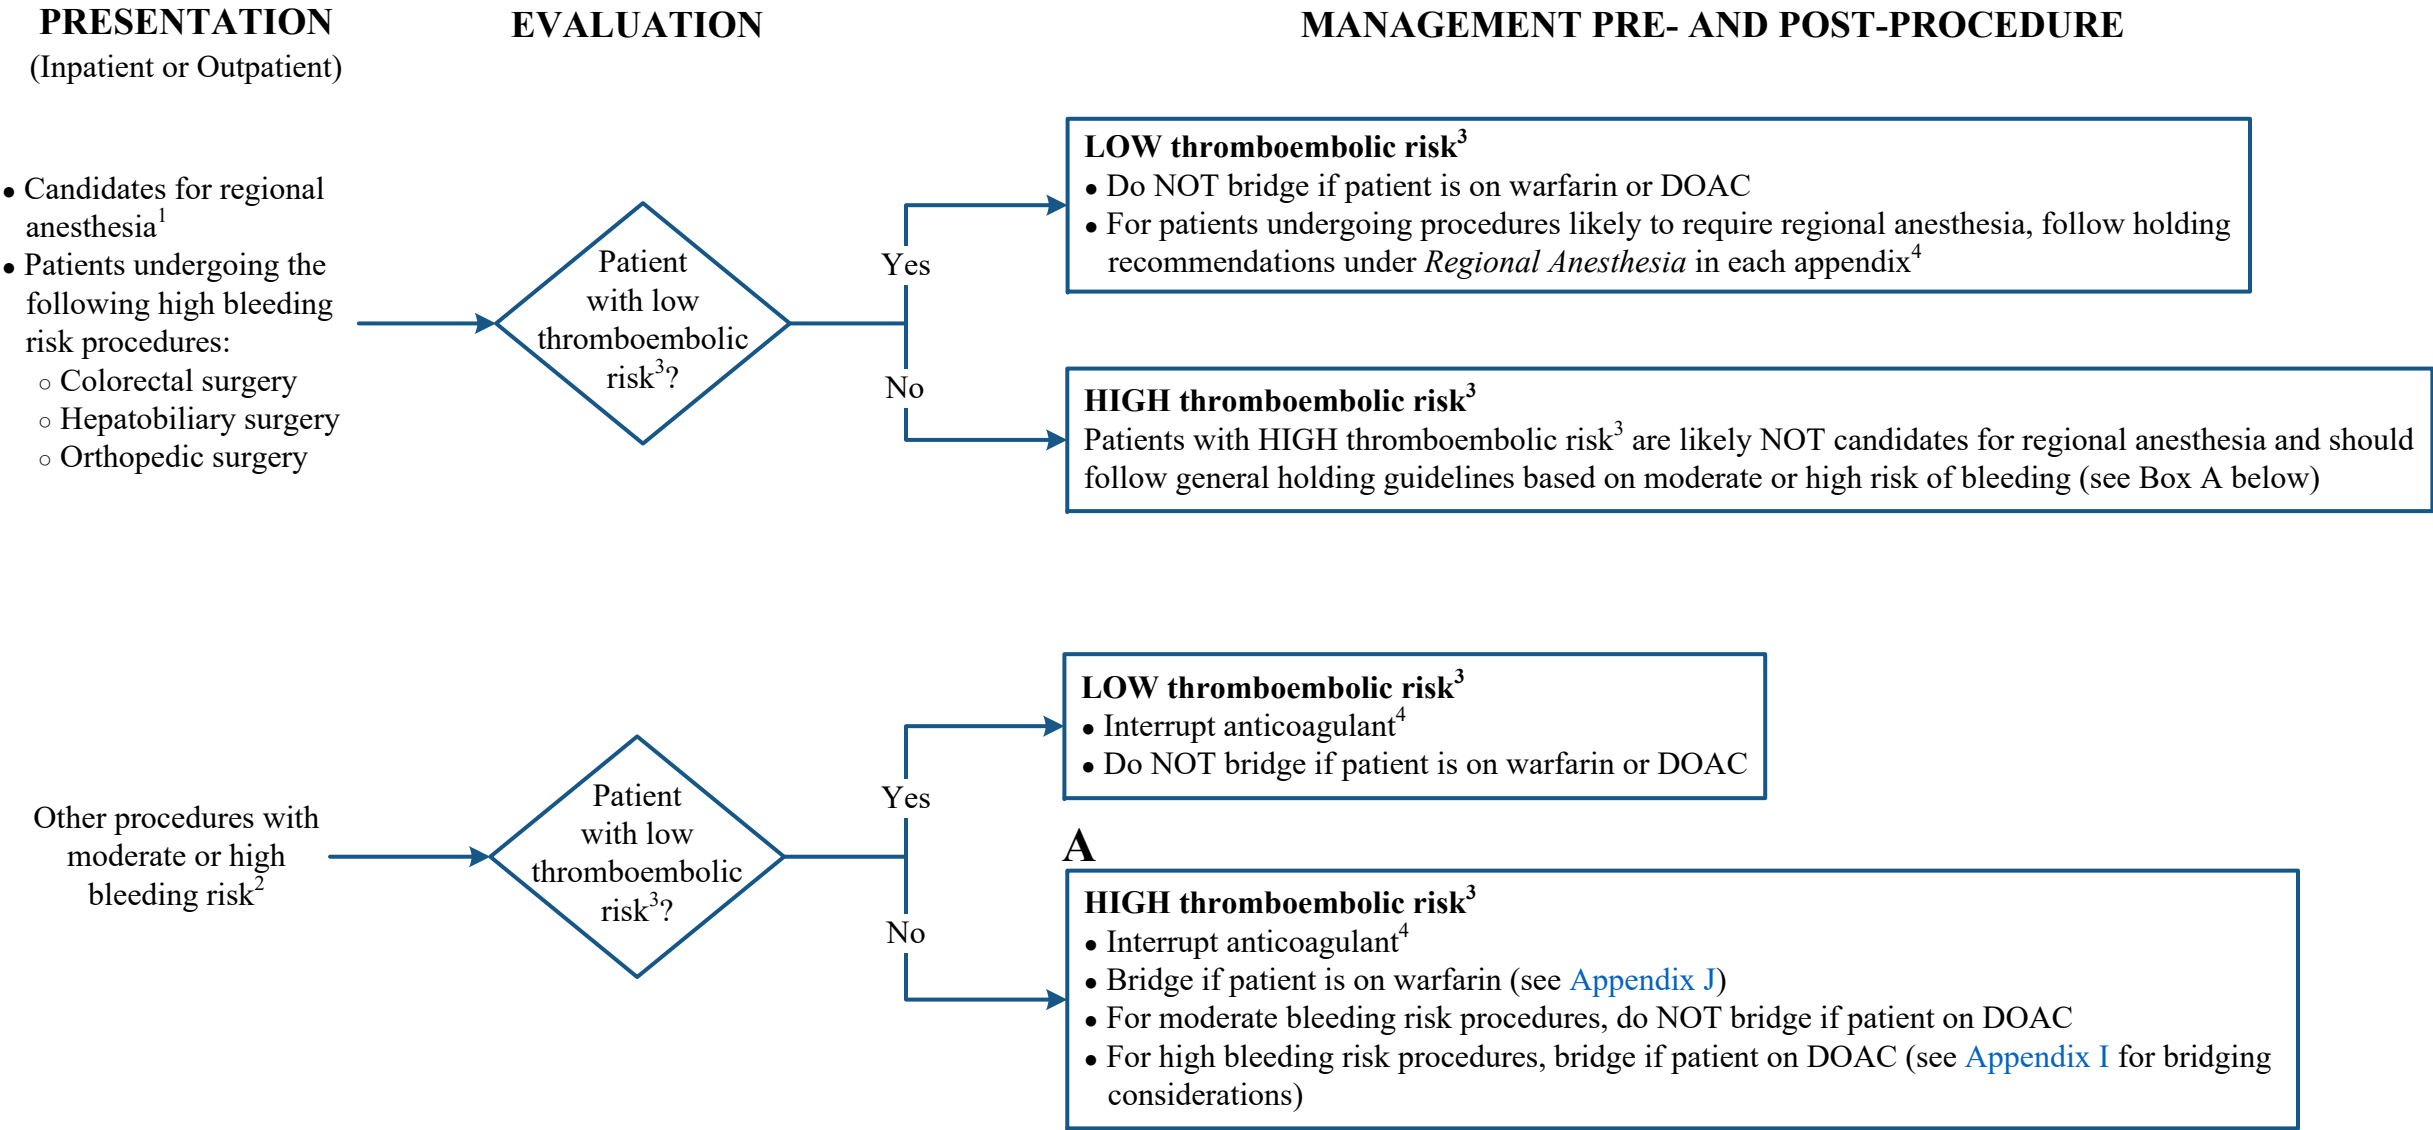 PRESENTATION
(Inpatient or Outpatient)
EVALUATION
MANAGEMENT PRE- AND POST-PROCEDURE
● Candidates for regional
anesthesia¹
● Patients undergoing the
following high bleeding
risk procedures:
○ Colorectal surgery
○ Hepatobiliary surgery
○ Orthopedic surgery
Patient
with low
thromboembolic
risk³?
Yes
No
LOW thromboembolic risk³
● Do NOT bridge if patient is on warfarin or DOAC
● For patients undergoing procedures likely to require regional anesthesia, follow holding
recommendations under Regional Anesthesia in each appendix⁴
HIGH thromboembolic risk³
Patients with HIGH thromboembolic risk³ are likely NOT candidates for regional anesthesia and should
follow general holding guidelines based on moderate or high risk of bleeding (see Box A below)
Other procedures with
moderate or high
bleeding risk²
Patient
with low
thromboembolic
risk³?
Yes
No
LOW thromboembolic risk³
● Interrupt anticoagulant⁴
● Do NOT bridge if patient is on warfarin or DOAC
A
HIGH thromboembolic risk³
● Interrupt anticoagulant⁴
● Bridge if patient is on warfarin (see Appendix J)
● For moderate bleeding risk procedures, do NOT bridge if patient on DOAC
● For high bleeding risk procedures, bridge if patient on DOAC (see Appendix I for bridging
considerations)